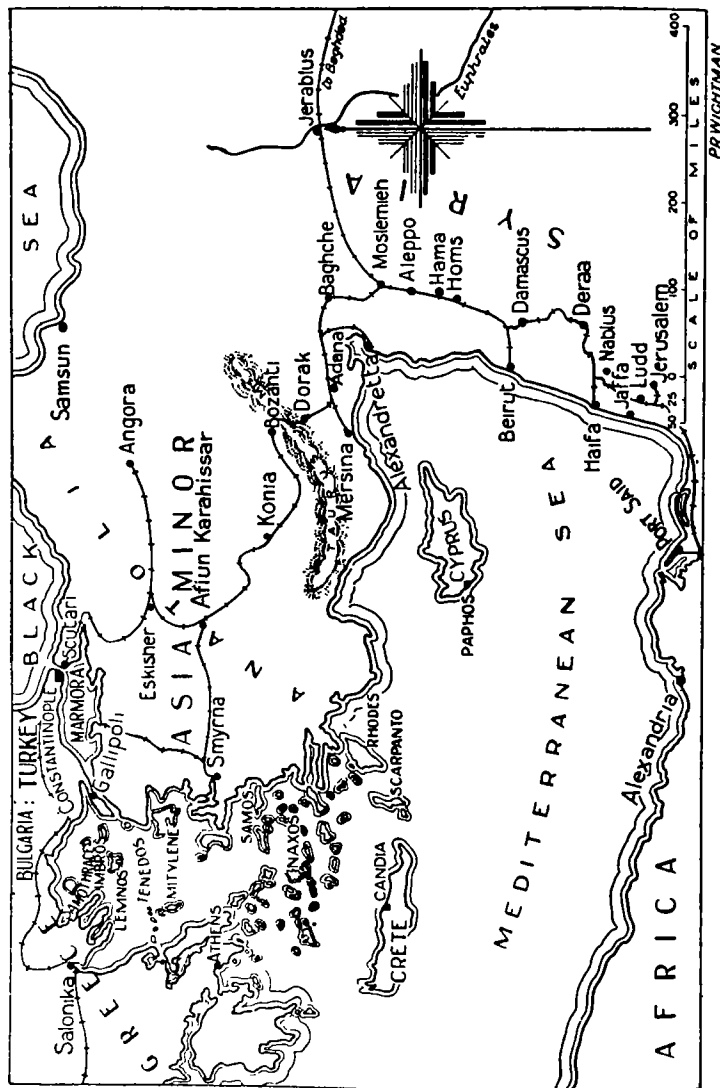 BULGARIA: TURKEY
BLACK
SEA
Salonika
CONSTANTINOPLE
Scutari
Samsun
MARMORA
Gallipoli
IMBROS
LEMNOS
TENEDOS
MITYLENE
GREECE
ATHENS
SAMOS
NAXOS
Smyrna
Eskisher
Angora
ANATOLIA
ASIA MINOR
Afiun Karahissar
Konia
Bozanti
Dorak
TAURUS
Mersina
Adana
Baghche
Jerablus
to Baghdad
Euphrates
Alexandretta
Moslemieh
Aleppo
Hama
Homs
SYRIA
RHODES
SCARPANTO
CANDIA
CRETE
CYPRUS
PAPHOS
Beirut
Damascus
Deraa
Haifa
Nablus
Jaffa
Ludd
Jerusalem
MEDITERRANEAN SEA
PORT SAID
Alexandria
AFRICA
50 25 0 100 200 300 400
SCALE OF MILES
P.R.WIGHTMAN